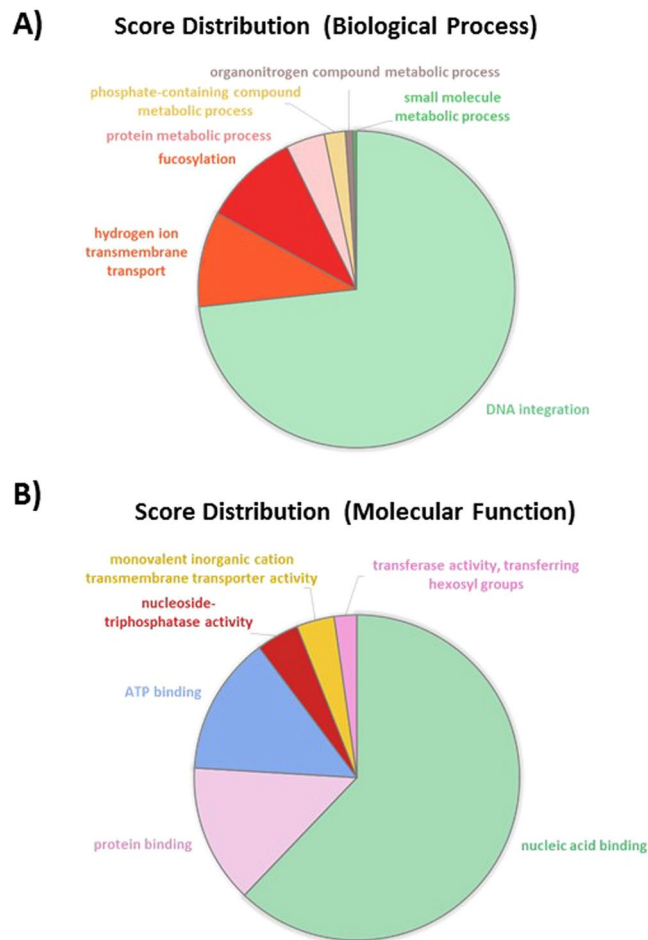 A)
Score Distribution (Biological Process)
organonitrogen compound metabolic process
phosphate-containing compound
metabolic process
small molecule
metabolic process
protein metabolic process
fucosylation
hydrogen ion
transmembrane
transport
DNA integration
B)
Score Distribution (Molecular Function)
monovalent inorganic cation
transmembrane transporter activity
transferase activity, transferring
hexosyl groups
nucleoside-
triphosphatase activity
ATP binding
protein binding
nucleic acid binding